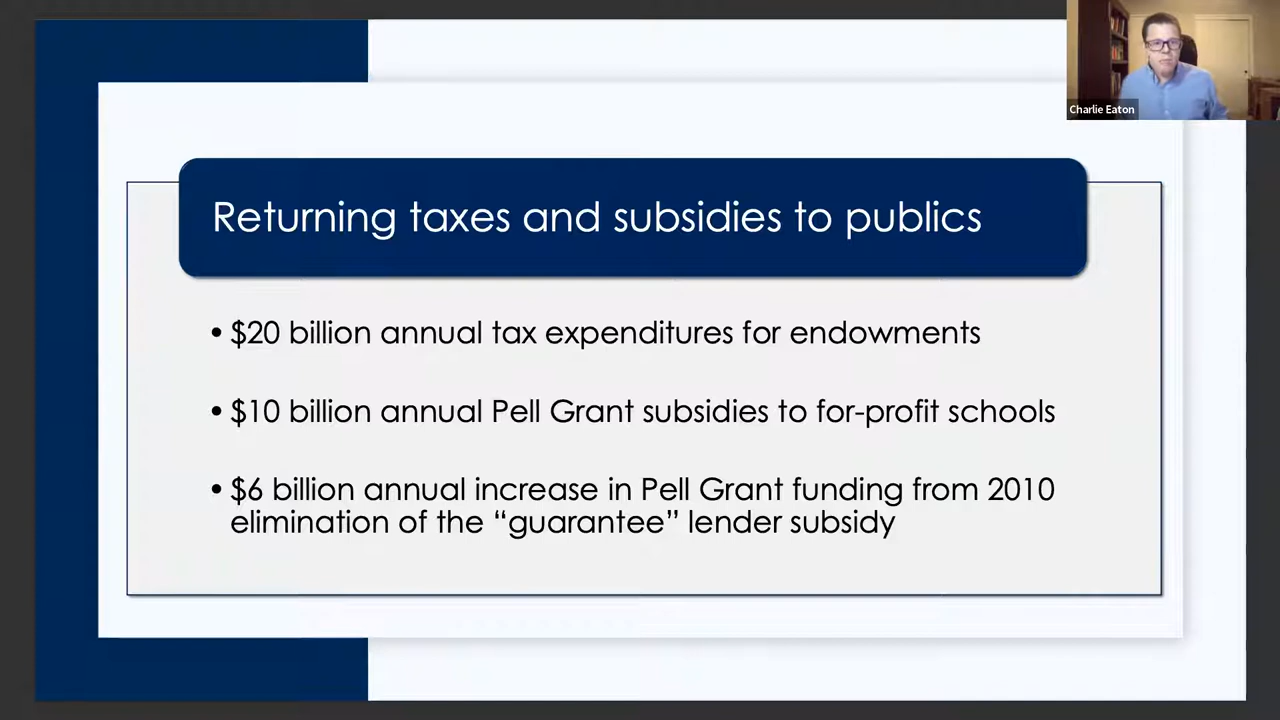 Charlie Eaton
Returning taxes and subsidies to publics
• $20 billion annual tax expenditures for endowments
• $10 billion annual Pell Grant subsidies to for-profit schools
• $6 billion annual increase in Pell Grant funding from 2010
elimination of the “guarantee” lender subsidy